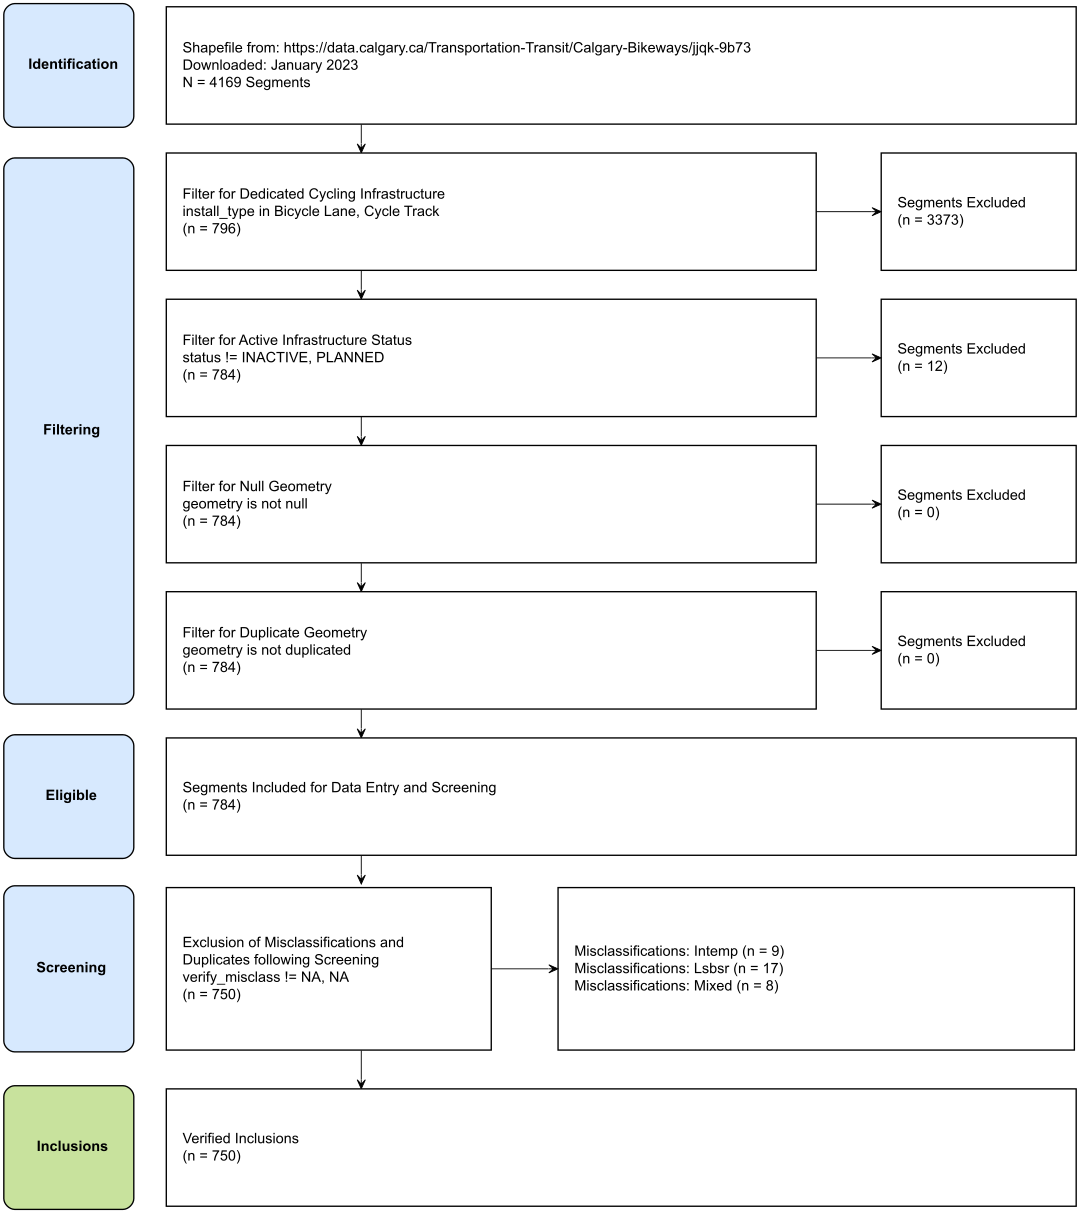 Identification
Shapefile from: https://data.calgary.ca/Transportation-Transit/Calgary-Bikeways/jjqk-9b73
Downloaded: January 2023
N = 4169 Segments
Filtering
Filter for Dedicated Cycling Infrastructure
install_type in Bicycle Lane, Cycle Track
(n = 796)
Segments Excluded
(n = 3373)
Filter for Active Infrastructure Status
status != INACTIVE, PLANNED
(n = 784)
Segments Excluded
(n = 12)
Filter for Null Geometry
geometry is not null
(n = 784)
Segments Excluded
(n = 0)
Filter for Duplicate Geometry
geometry is not duplicated
(n = 784)
Segments Excluded
(n = 0)
Eligible
Segments Included for Data Entry and Screening
(n = 784)
Screening
Exclusion of Misclassifications and
Duplicates following Screening
verify_misclass != NA, NA
(n = 750)
Misclassifications: Intemp (n = 9)
Misclassifications: Lsbsr (n = 17)
Misclassifications: Mixed (n = 8)
Inclusions
Verified Inclusions
(n = 750)